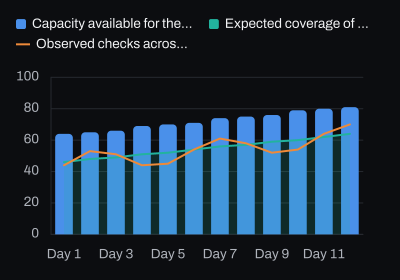 Capacity available for the... Expected coverage of ...
Observed checks acros...
100
80
60
40
20
0
Day 1 Day 3 Day 5 Day 7 Day 9 Day 11